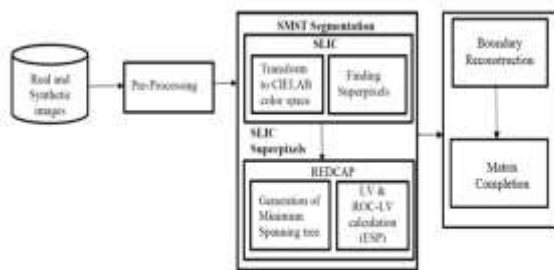 SMST Segmentation
SLIC
Real and
Synthetic
images
Pre-Processing
Transform
to CIELAB
color space
Finding
Superpixels
SLIC
Superpixels
REDCAP
Generation of
Minimum
Spanning tree
LV &
ROC-LV
calculation
(ESP)
Boundary
Reconstruction
Matrix
Completion